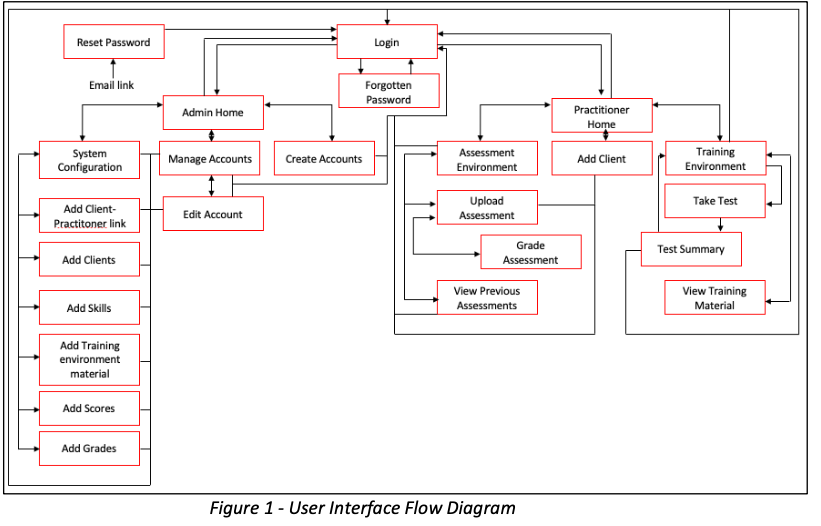 Reset Password
Login
Email link
Forgotten
Password
Admin Home
Practitioner
Home
System
Configuration
Manage Accounts
Create Accounts
Assessment
Environment
Add Client
Training
Environment
Add Client-
Practitoner link
Edit Account
Upload
Assessment
Take Test
Add Clients
Grade
Assessment
Test Summary
Add Skills
View Previous
Assessments
View Training
Material
Add Training
environment
material
Add Scores
Add Grades
Figure 1 - User Interface Flow Diagram